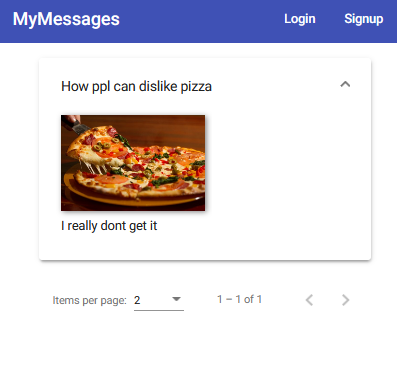 MyMessages Login Signup
How ppl can dislike pizza
I really dont get it
Items per page: 2 1 – 1 of 1